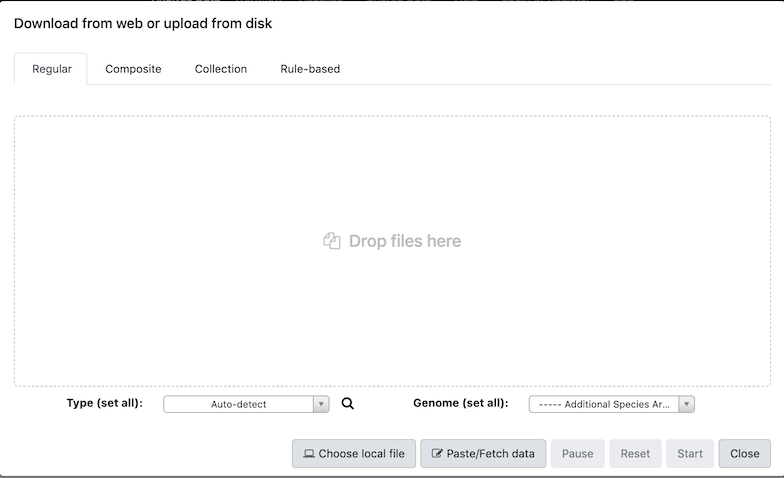 Download from web or upload from disk
Regular Composite Collection Rule-based
Drop files here
Type (set all): Auto-detect Genome (set all): ----- Additional Species Ar...
Choose local file Paste/Fetch data Pause Reset Start Close